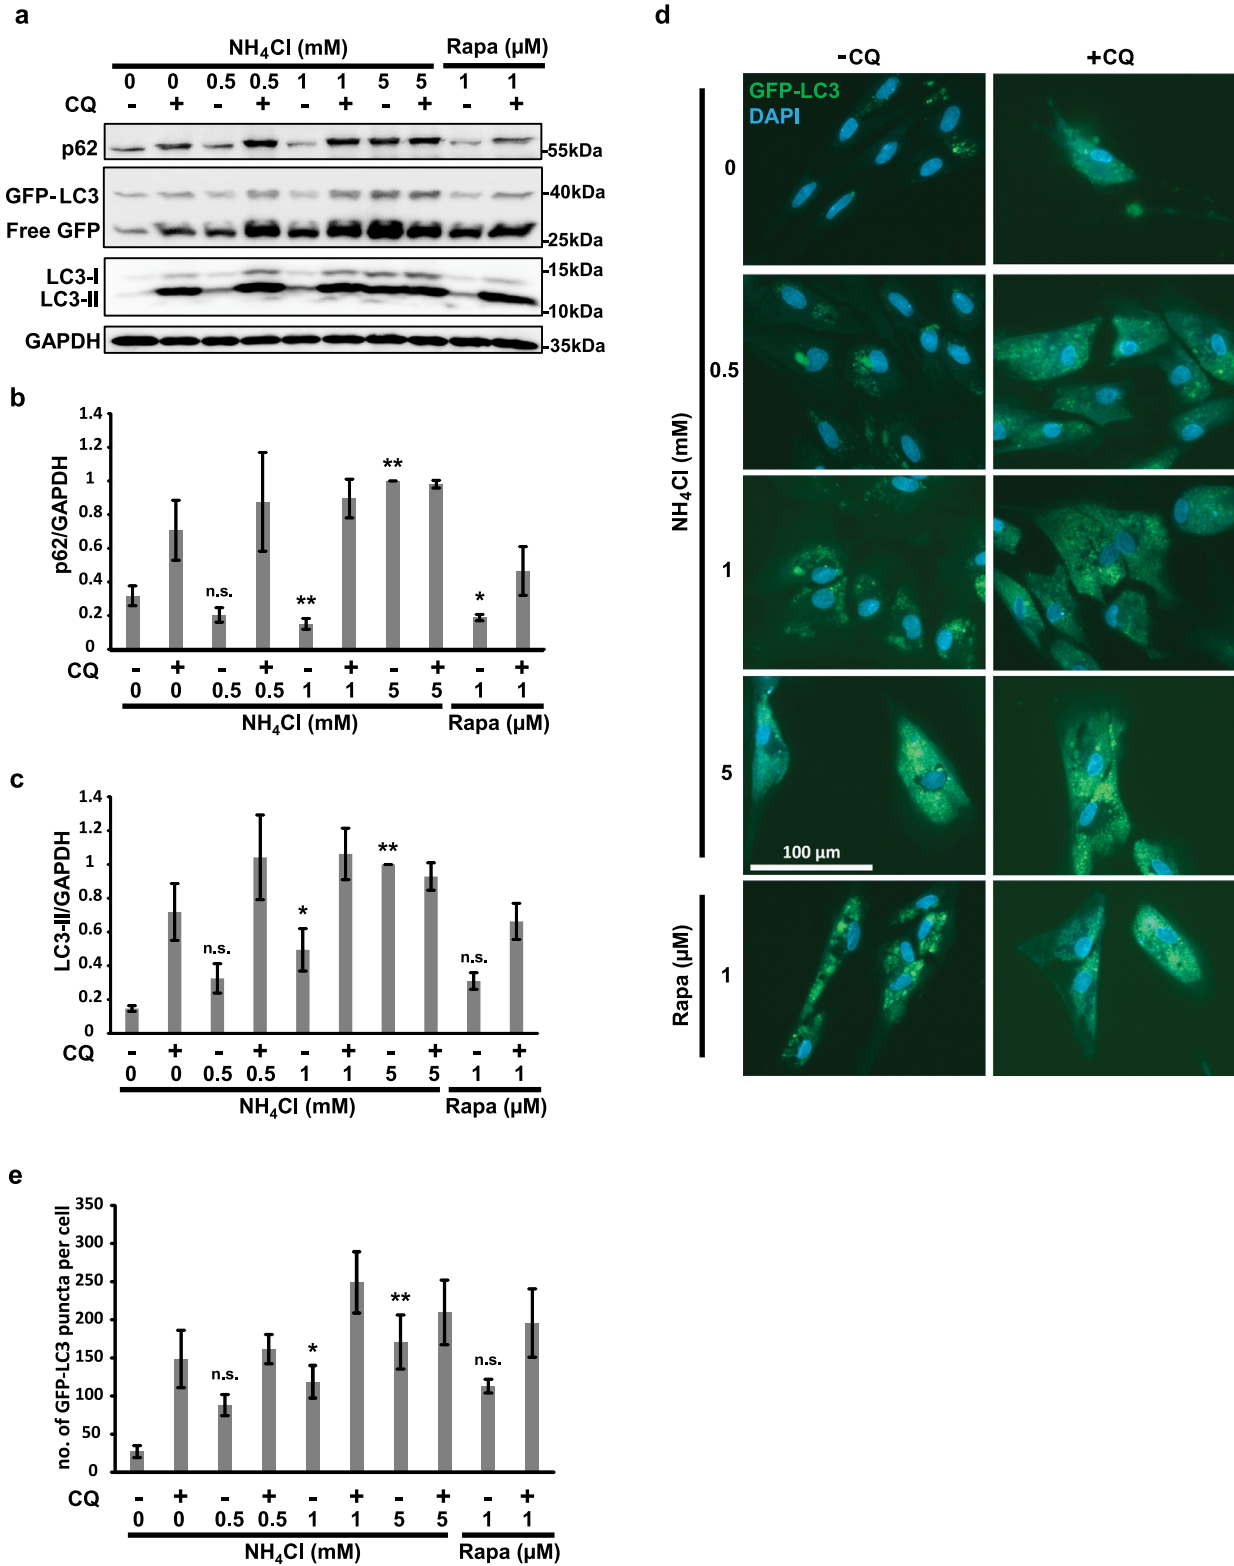 a
NH₄Cl (mM) Rapa (µM)
0 0 0.5 0.5 1 1 5 5 1 1
CQ - + - + - + - + - +
p62
-55kDa
GFP-LC3
-40kDa
Free GFP
-25kDa
LC3-I
-15kDa
LC3-II
-10kDa
GAPDH
-35kDa
b
p62/GAPDH
1.4
1.2
1
0.8
0.6
0.4
0.2
0
n.s.
**
**
*
CQ - + - + - + - + - +
0 0 0.5 0.5 1 1 5 5 1 1
NH₄Cl (mM) Rapa (µM)
c
LC3-II/GAPDH
1.4
1.2
1
0.8
0.6
0.4
0.2
0
n.s.
*
**
n.s.
CQ - + - + - + - + - +
0 0 0.5 0.5 1 1 5 5 1 1
NH₄Cl (mM) Rapa (µM)
d
-CQ +CQ
GFP-LC3
DAPI
NH₄Cl (mM)
0
0.5
1
5
100 µm
Rapa (µM)
1
e
no. of GFP-LC3 puncta per cell
350
300
250
200
150
100
50
0
n.s.
*
**
n.s.
CQ - + - + - + - + - +
0 0 0.5 0.5 1 1 5 5 1 1
NH₄Cl (mM) Rapa (µM)